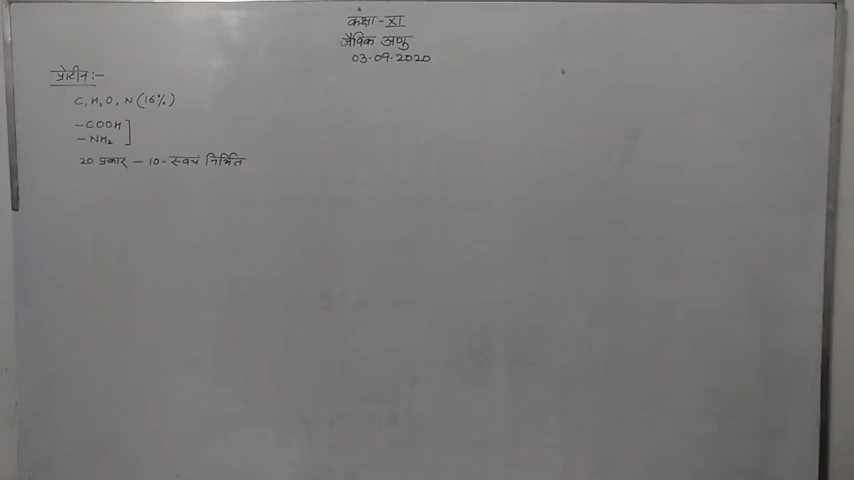 कक्षा - XI
जैविक अणु
03-09-2020
प्रोटीन :-
C, H, O, N (16%)
-COOH]
-NH₂
20 प्रकार - 10 - स्वयं निर्मित